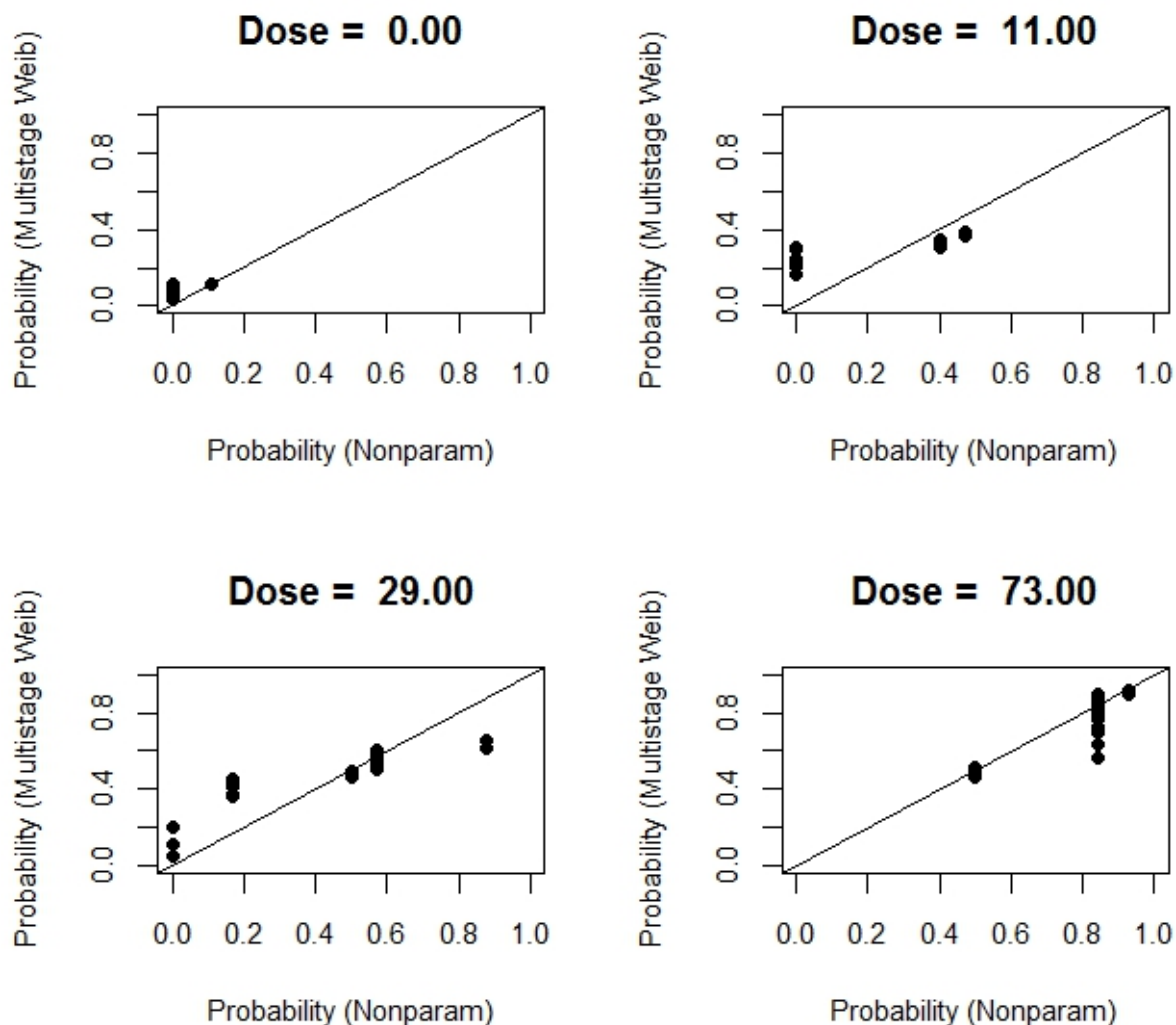 Dose =  0.00
Probability (Multistage Weib)
0.8
0.4
0.0
0.0 0.2 0.4 0.6 0.8 1.0
Probability (Nonparam)
Dose =  11.00
Probability (Multistage Weib)
0.8
0.4
0.0
0.0 0.2 0.4 0.6 0.8 1.0
Probability (Nonparam)
Dose =  29.00
Probability (Multistage Weib)
0.8
0.4
0.0
0.0 0.2 0.4 0.6 0.8 1.0
Probability (Nonparam)
Dose =  73.00
Probability (Multistage Weib)
0.8
0.4
0.0
0.0 0.2 0.4 0.6 0.8 1.0
Probability (Nonparam)